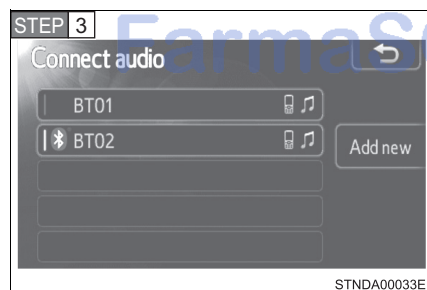 STEP 3
Connect audio
BT01
BT02
Add new
STNDA00033E